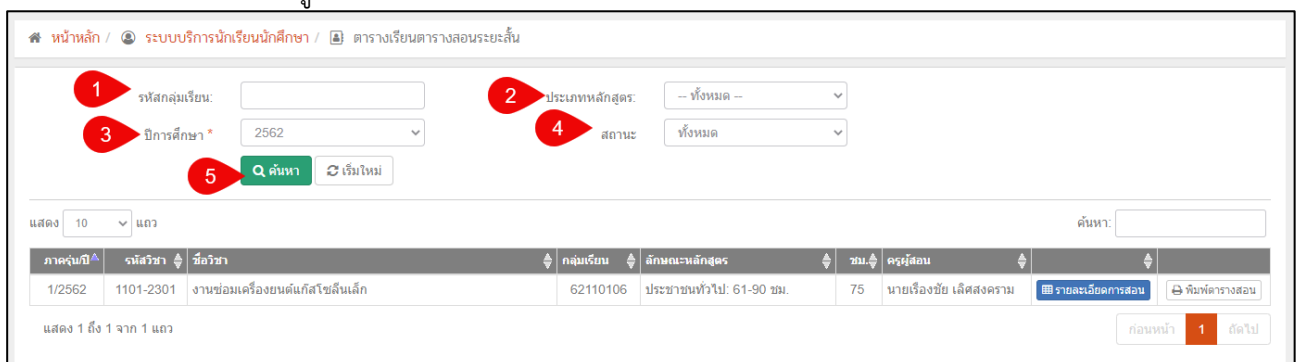 หน้าหลัก / ระบบบริการนักเรียนนักศึกษา / ตารางเรียนตารางสอนระยะสั้น
1 รหัสกลุ่มเรียน: 2 ประเภทหลักสูตร: -- ทั้งหมด --
3 ปีการศึกษา * 2562 4 สถานะ ทั้งหมด
5 ค้นหา เริ่มใหม่
แสดง 10 แถว ค้นหา:
ภาครุ่น/ปี รหัสวิชา ชื่อวิชา กลุ่มเรียน ลักษณะหลักสูตร ชม. ครูผู้สอน
1/2562 1101-2301 งานซ่อมเครื่องยนต์แก๊สโซลีนเล็ก 62110106 ประชาชนทั่วไป: 61-90 ชม. 75 นายเรืองชัย เลิศสงคราม รายละเอียดการสอน พิมพ์ตารางสอน
แสดง 1 ถึง 1 จาก 1 แถว ก่อนหน้า 1 ถัดไป